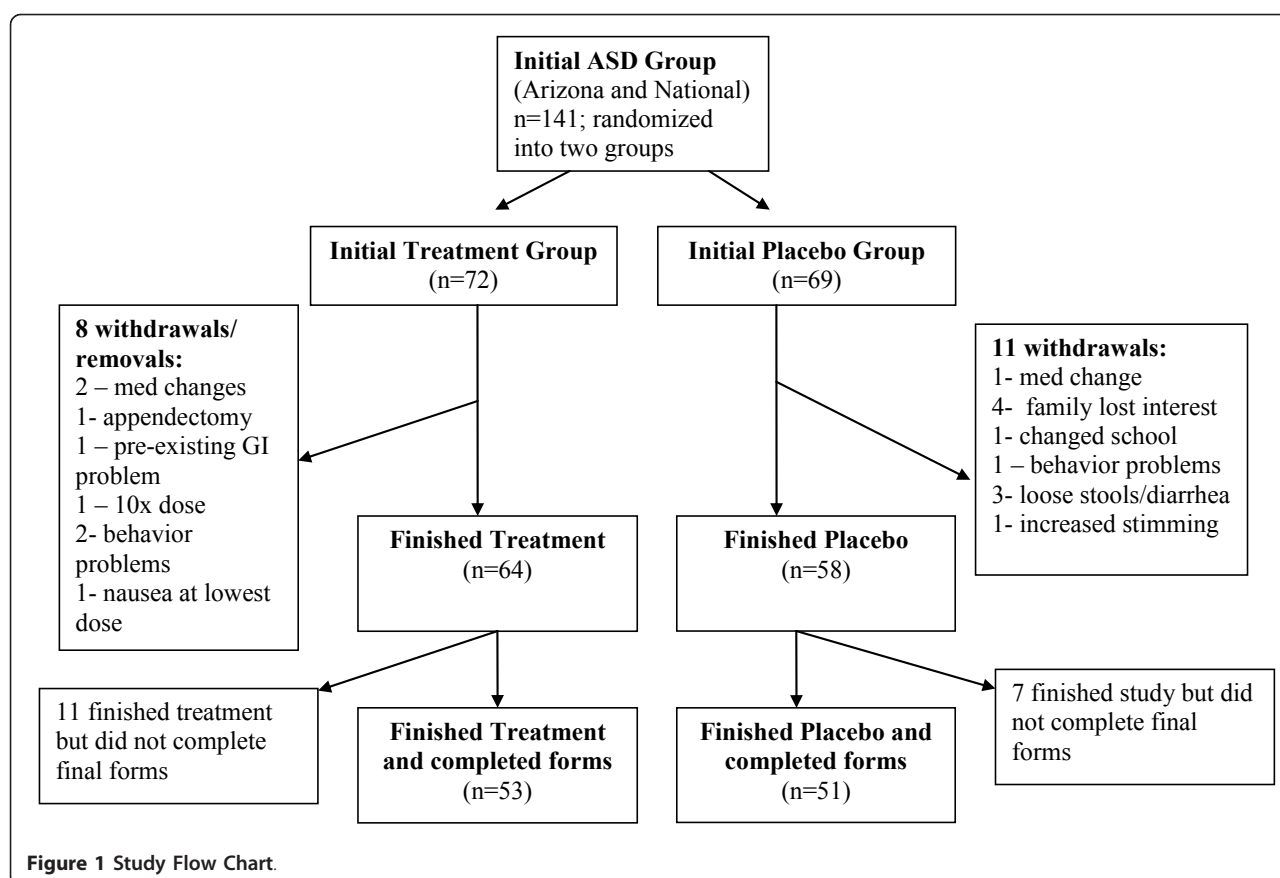 Initial ASD Group
(Arizona and National)
n=141; randomized
into two groups
Initial Treatment Group
(n=72)
Initial Placebo Group
(n=69)
8 withdrawals/
removals:
2 – med changes
1- appendectomy
1 – pre-existing GI
problem
1 – 10x dose
2- behavior
problems
1- nausea at lowest
dose
11 withdrawals:
1- med change
4-  family lost interest
1- changed school
1 – behavior problems
3- loose stools/diarrhea
1- increased stimming
Finished Treatment
(n=64)
Finished Placebo
(n=58)
11 finished treatment
but did not complete
final forms
Finished Treatment
and completed forms
(n=53)
Finished Placebo and
completed forms
(n=51)
7 finished study but did
not complete final
forms
Figure 1 Study Flow Chart.